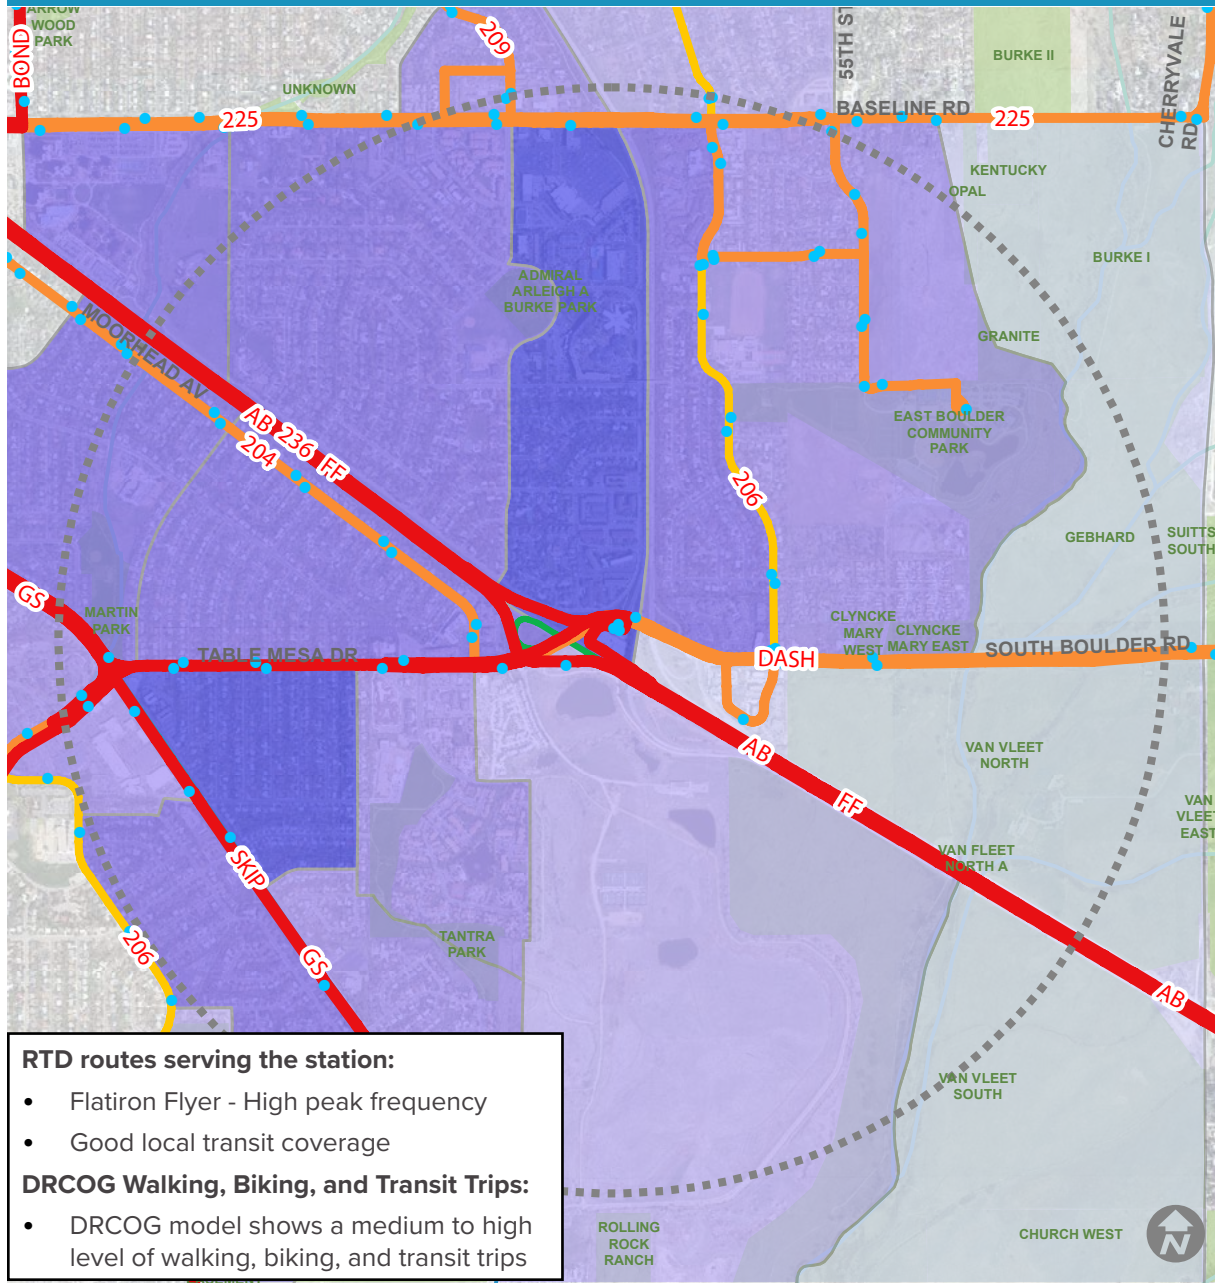 ARROW
WOOD
PARK
BOND
209
55TH ST
BURKE II
CHERRYVALE
RD
UNKNOWN
225
BASELINE RD
225
KENTUCKY
OPAL
BURKE I
ADMIRAL
ARLEIGH A
BURKE PARK
MOORHEAD AV
GRANITE
AB
236
FF
204
EAST BOULDER
COMMUNITY
PARK
206
GEBHARD
SUITTS
SOUTH
GS
MARTIN
PARK
CLYNCKE
MARY
WEST
CLYNCKE
MARY EAST
TABLE MESA DR
DASH
SOUTH BOULDER RD
AB
VAN VLEET
NORTH
FF
VAN
VLEET
EAST
SKIP
VAN FLEET
NORTH A
206
GS
TANTRA
PARK
AB
RTD routes serving the station:
• Flatiron Flyer - High peak frequency
• Good local transit coverage
DRCOG Walking, Biking, and Transit Trips:
• DRCOG model shows a medium to high
level of walking, biking, and transit trips
VAN VLEET
SOUTH
ROLLING
ROCK
RANCH
CHURCH WEST
N